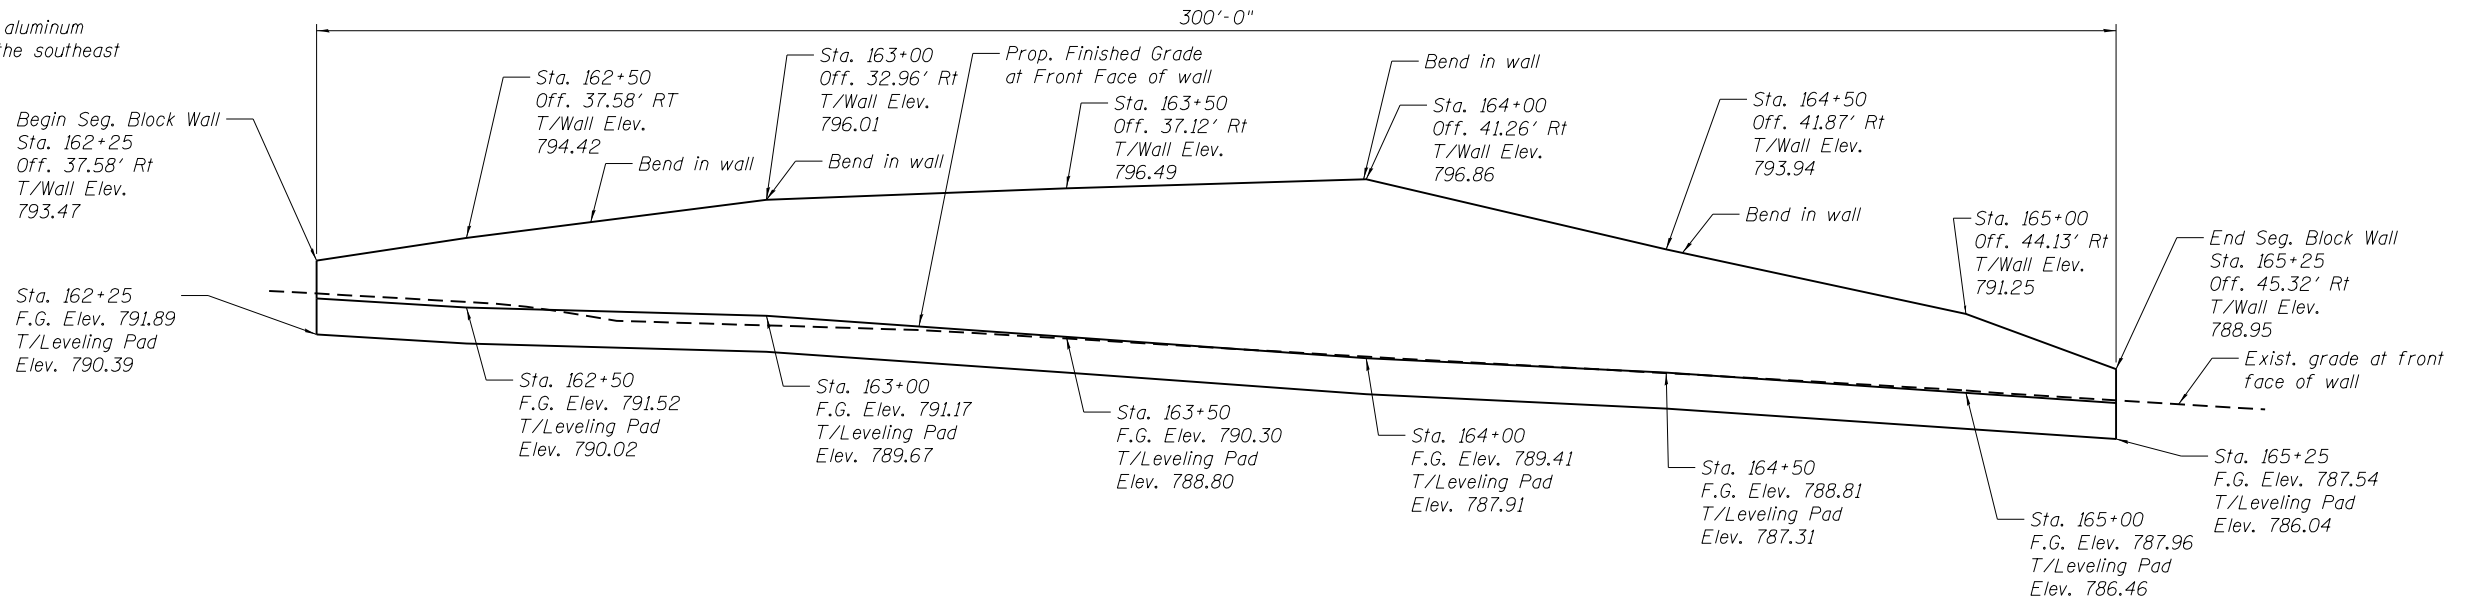 aluminum
the southeast
300'-0"
Begin Seg. Block Wall
Sta. 162+25
Off. 37.58' Rt
T/Wall Elev.
793.47
Sta. 162+50
Off. 37.58' RT
T/Wall Elev.
794.42
Bend in wall
Sta. 163+00
Off. 32.96' Rt
T/Wall Elev.
796.01
Bend in wall
Prop. Finished Grade
at Front Face of wall
Sta. 163+50
Off. 37.12' Rt
T/Wall Elev.
796.49
Bend in wall
Sta. 164+00
Off. 41.26' Rt
T/Wall Elev.
796.86
Sta. 164+50
Off. 41.87' Rt
T/Wall Elev.
793.94
Bend in wall
Sta. 165+00
Off. 44.13' Rt
T/Wall Elev.
791.25
End Seg. Block Wall
Sta. 165+25
Off. 45.32' Rt
T/Wall Elev.
788.95
Exist. grade at front
face of wall
Sta. 162+25
F.G. Elev. 791.89
T/Leveling Pad
Elev. 790.39
Sta. 162+50
F.G. Elev. 791.52
T/Leveling Pad
Elev. 790.02
Sta. 163+00
F.G. Elev. 791.17
T/Leveling Pad
Elev. 789.67
Sta. 163+50
F.G. Elev. 790.30
T/Leveling Pad
Elev. 788.80
Sta. 164+00
F.G. Elev. 789.41
T/Leveling Pad
Elev. 787.91
Sta. 164+50
F.G. Elev. 788.81
T/Leveling Pad
Elev. 787.31
Sta. 165+00
F.G. Elev. 787.96
T/Leveling Pad
Elev. 786.46
Sta. 165+25
F.G. Elev. 787.54
T/Leveling Pad
Elev. 786.04